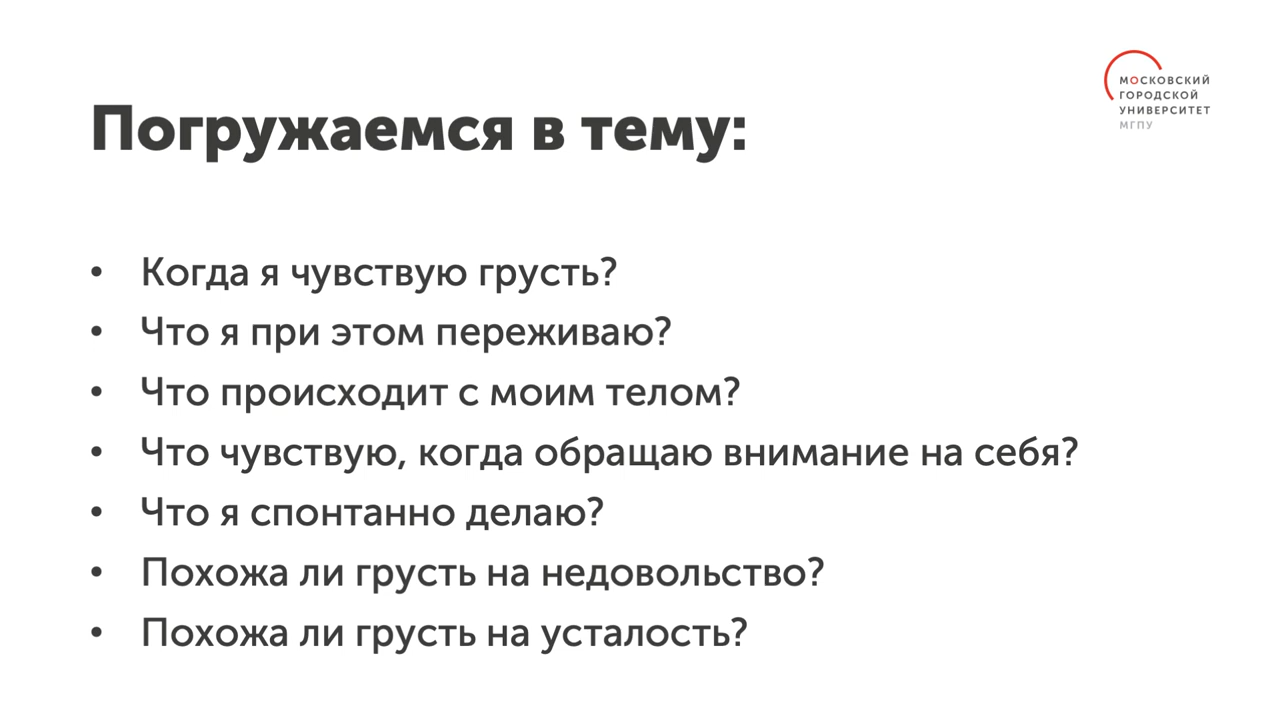 МОСКОВСКИЙ
ГОРОДСКОЙ
УНИВЕРСИТЕТ
МГПУ
Погружаемся в тему:
• Когда я чувствую грусть?
• Что я при этом переживаю?
• Что происходит с моим телом?
• Что чувствую, когда обращаю внимание на себя?
• Что я спонтанно делаю?
• Похожа ли грусть на недовольство?
• Похожа ли грусть на усталость?